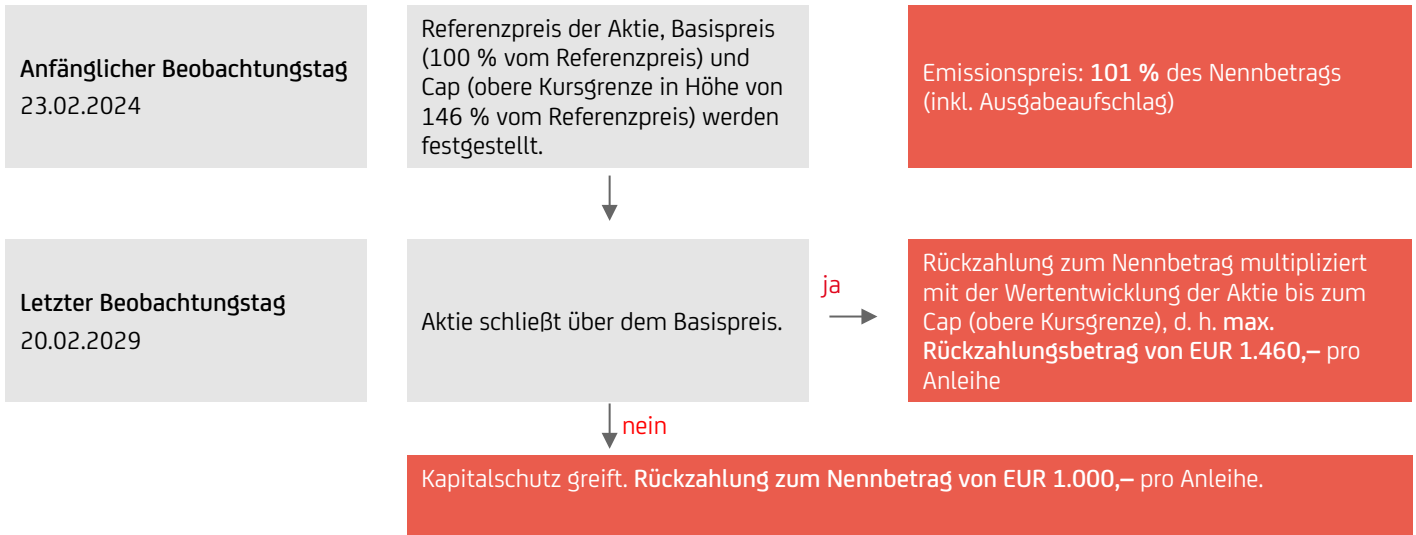 Anfänglicher Beobachtungstag
23.02.2024
Referenzpreis der Aktie, Basispreis
(100 % vom Referenzpreis) und
Cap (obere Kursgrenze in Höhe von
146 % vom Referenzpreis) werden
festgestellt.
Emissionspreis: 101 % des Nennbetrags
(inkl. Ausgabeaufschlag)
Letzter Beobachtungstag
20.02.2029
Aktie schließt über dem Basispreis.
ja
Rückzahlung zum Nennbetrag multipliziert
mit der Wertentwicklung der Aktie bis zum
Cap (obere Kursgrenze), d. h. max.
Rückzahlungsbetrag von EUR 1.460,– pro
Anleihe
nein
Kapitalschutz greift. Rückzahlung zum Nennbetrag von EUR 1.000,– pro Anleihe.